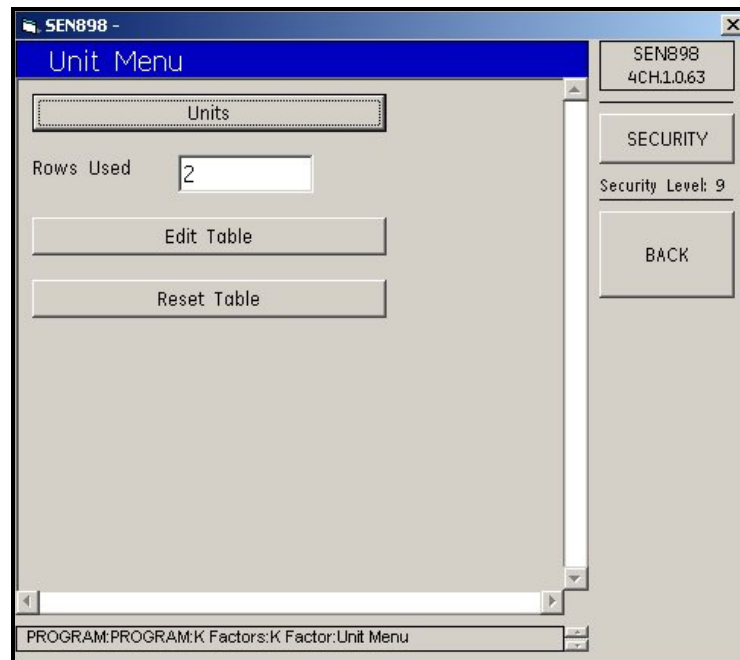 SEN898 -
Unit Menu
Units
Rows Used 2
Edit Table
Reset Table
SEN898
4CH.1.0.63
SECURITY
Security Level: 9
BACK
PROGRAM:PROGRAM:K Factors:K Factor:Unit Menu